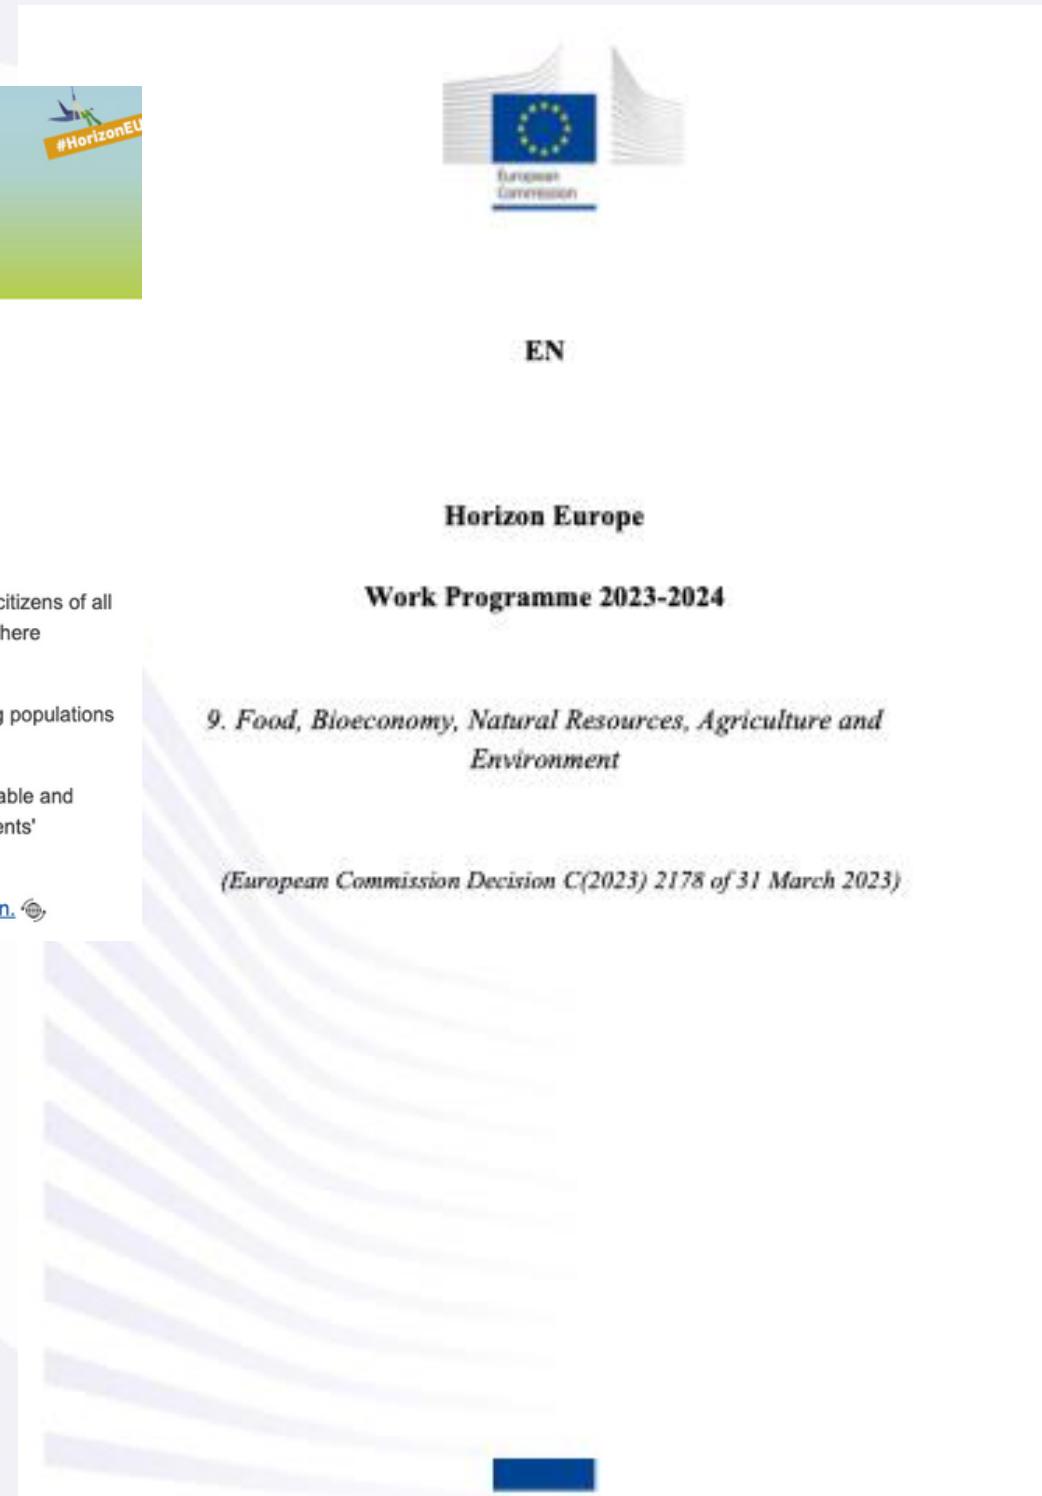 #HorizonEU
European
Commission
EN
Horizon Europe
Work Programme 2023-2024
citizens of all
here
populations
9. Food, Bioeconomy, Natural Resources, Agriculture and
Environment
able and
ents'
(European Commission Decision C(2023) 2178 of 31 March 2023)
n.